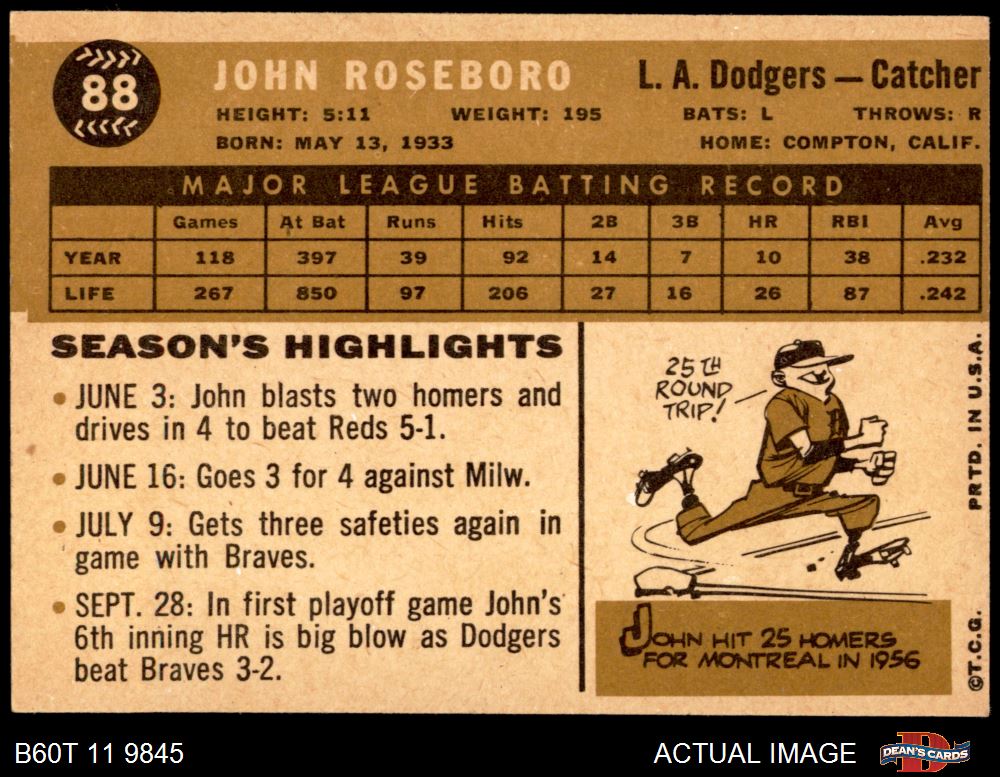 88
JOHN ROSEBORO
L. A. Dodgers — Catcher
HEIGHT: 5:11 WEIGHT: 195 BATS: L THROWS: R
BORN: MAY 13, 1933 HOME: COMPTON, CALIF.
MAJOR LEAGUE BATTING RECORD
Games At Bat Runs Hits 2B 3B HR RBI Avg
YEAR 118 397 39 92 14 7 10 38 .232
LIFE 267 850 97 206 27 16 26 87 .242
SEASON'S HIGHLIGHTS
• JUNE 3: John blasts two homers and
drives in 4 to beat Reds 5-1.
• JUNE 16: Goes 3 for 4 against Milw.
• JULY 9: Gets three safeties again in
game with Braves.
• SEPT. 28: In first playoff game John's
6th inning HR is big blow as Dodgers
beat Braves 3-2.
25TH
ROUND
TRIP!
JOHN HIT 25 HOMERS
FOR MONTREAL IN 1956
©T.C.G. PRTD. IN U.S.A.
B60T 11 9845
ACTUAL IMAGE
DEAN'S CARDS